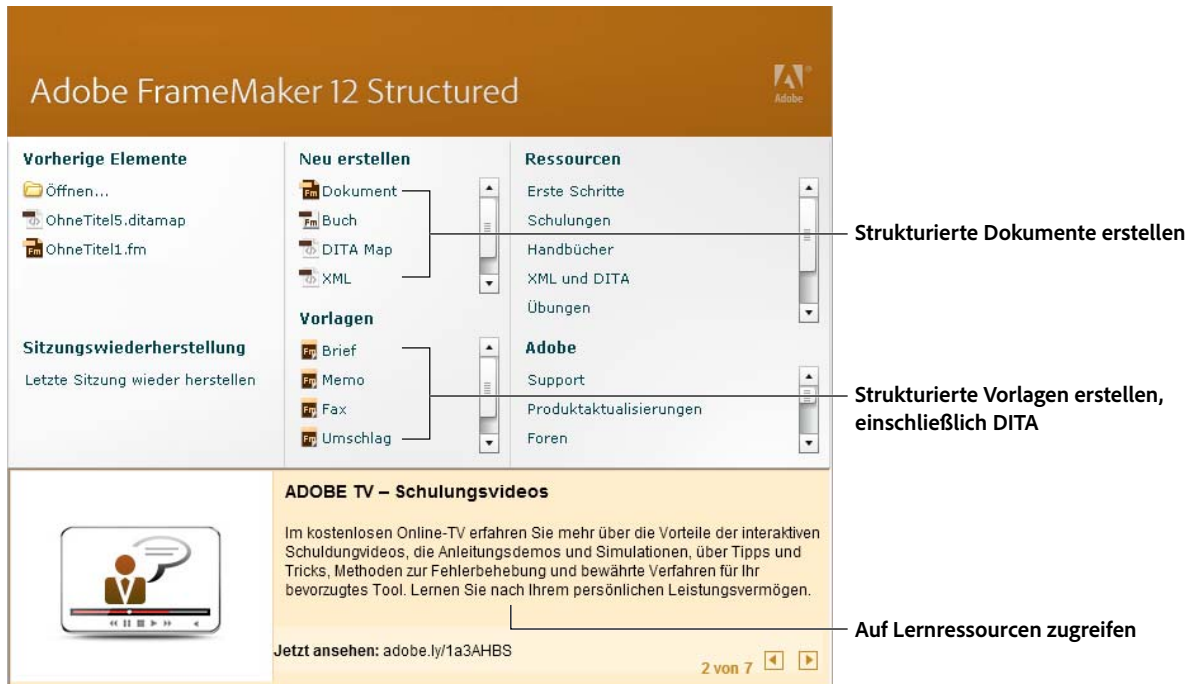 Adobe FrameMaker 12 Structured
Adobe
Vorherige Elemente
Öffnen...
OhneTitel5.ditamap
OhneTitel1.fm
Sitzungswiederherstellung
Letzte Sitzung wieder herstellen
Neu erstellen
Dokument
Buch
DITA Map
XML
Vorlagen
Brief
Memo
Fax
Umschlag
Ressourcen
Erste Schritte
Schulungen
Handbücher
XML und DITA
Übungen
Adobe
Support
Produktaktualisierungen
Foren
Strukturierte Dokumente erstellen
Strukturierte Vorlagen erstellen,
einschließlich DITA
ADOBE TV – Schulungsvideos
Im kostenlosen Online-TV erfahren Sie mehr über die Vorteile der interaktiven
Schuldungvideos, die Anleitungsdemos und Simulationen, über Tipps und
Tricks, Methoden zur Fehlerbehebung und bewährte Verfahren für Ihr
bevorzugtes Tool. Lernen Sie nach Ihrem persönlichen Leistungsvermögen.
Auf Lernressourcen zugreifen
Jetzt ansehen: adobe.ly/1a3AHBS
2 von 7